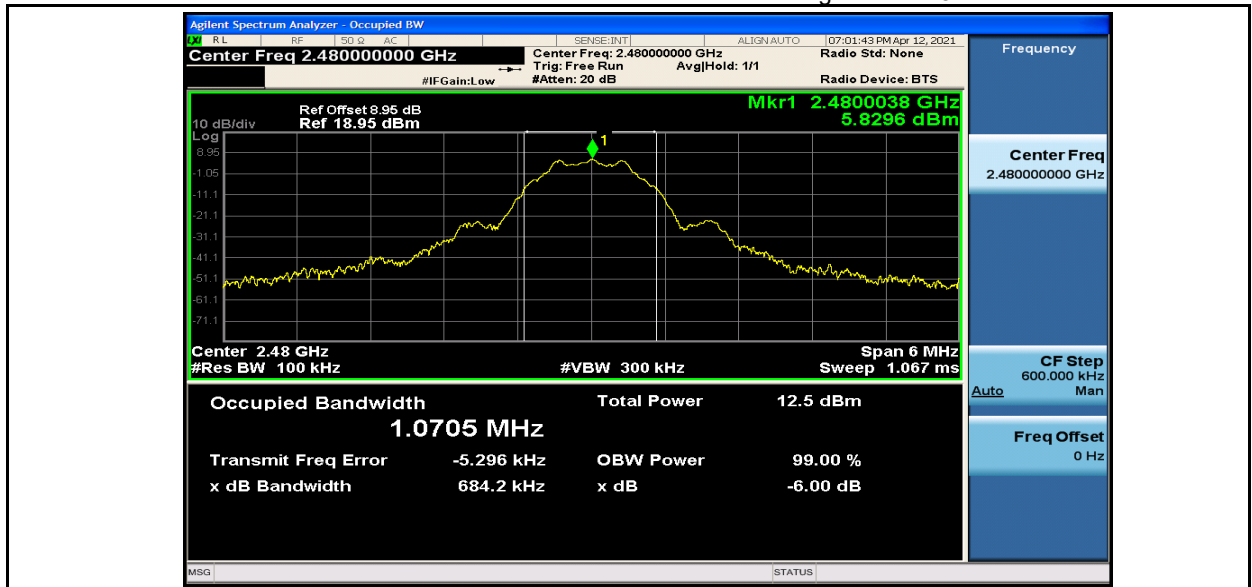 Agilent Spectrum Analyzer - Occupied BW
LXI RL RF 50 Ω AC SENSE:INT ALIGN AUTO 07:01:43 PM Apr 12, 2021
Center Freq 2.480000000 GHz
#IFGain:Low
Center Freq: 2.480000000 GHz
Trig: Free Run Avg|Hold: 1/1
#Atten: 20 dB
Radio Std: None
Radio Device: BTS
Ref Offset 8.95 dB
10 dB/div Ref 18.95 dBm
Mkr1 2.4800038 GHz
5.8296 dBm
Log
8.95
-1.05
-11.1
-21.1
-31.1
-41.1
-51.1
-61.1
-71.1
1
Center 2.48 GHz Span 6 MHz
#Res BW 100 kHz #VBW 300 kHz Sweep 1.067 ms
Occupied Bandwidth Total Power 12.5 dBm
1.0705 MHz
Transmit Freq Error -5.296 kHz OBW Power 99.00 %
x dB Bandwidth 684.2 kHz x dB -6.00 dB
MSG STATUS
Frequency
Center Freq
2.480000000 GHz
CF Step
600.000 kHz
Auto Man
Freq Offset
0 Hz